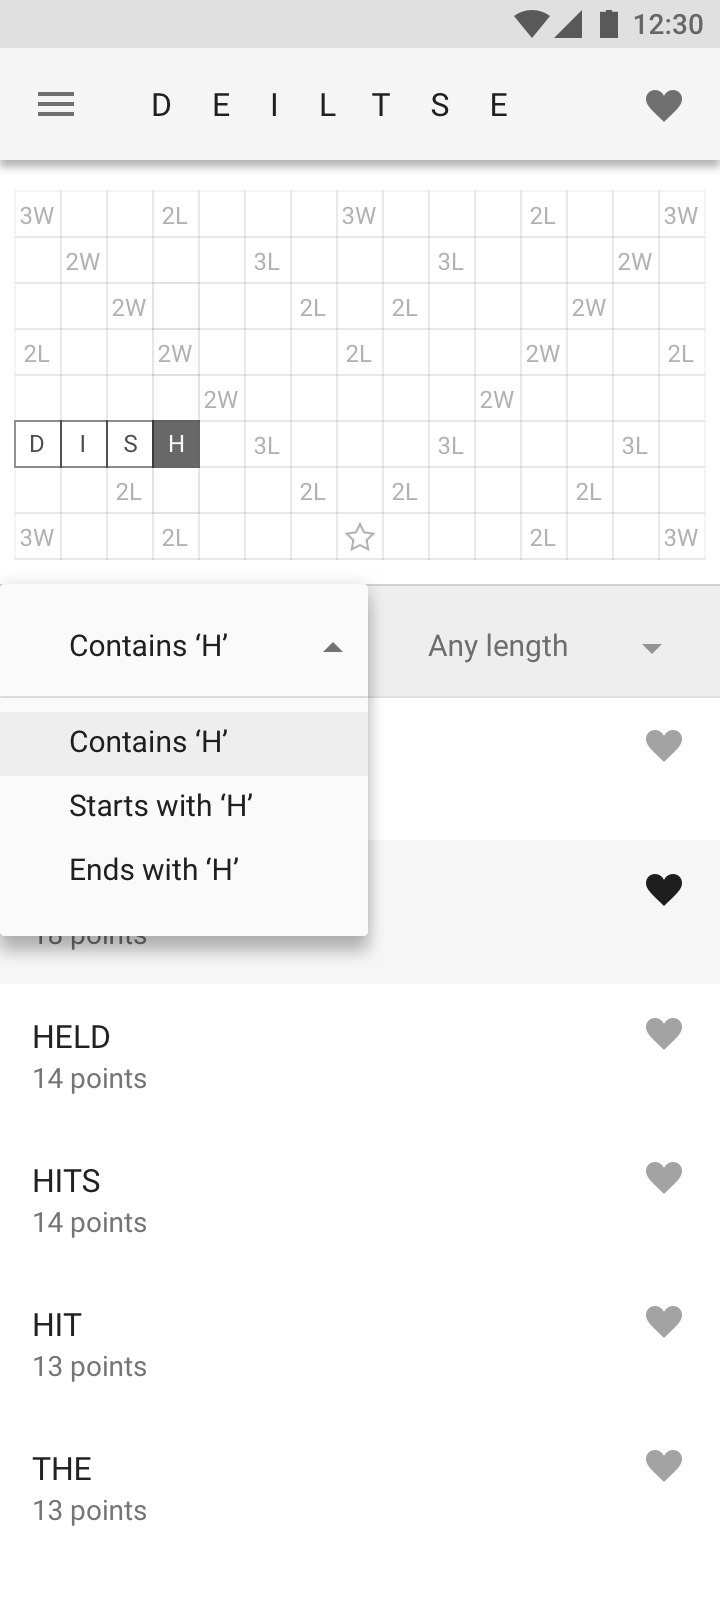 12:30
D E I L T S E
3W 2L 3W 2L 3W
2W 3L 3L 2W
2W 2L 2L 2W
2L 2W 2L 2W 2L
2W 2W
D I S H 3L 3L 3L
2L 2L 2L 2L
3W 2L 2L 3W
Contains ‘H’ Any length
Contains ‘H’
Starts with ‘H’
Ends with ‘H’
points
HELD
14 points
HITS
14 points
HIT
13 points
THE
13 points